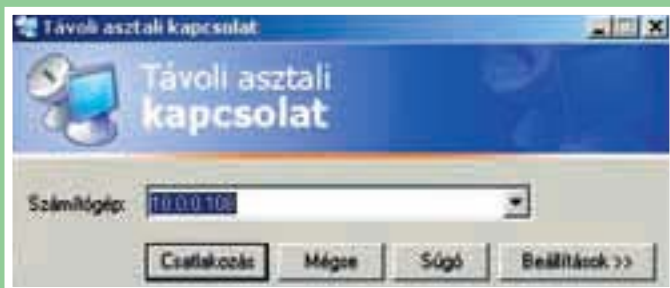 Távoli asztali kapcsolat
Távoli asztali
kapcsolat
Számítógép:
Csatlakozás Mégse Súgó Beállítások >>